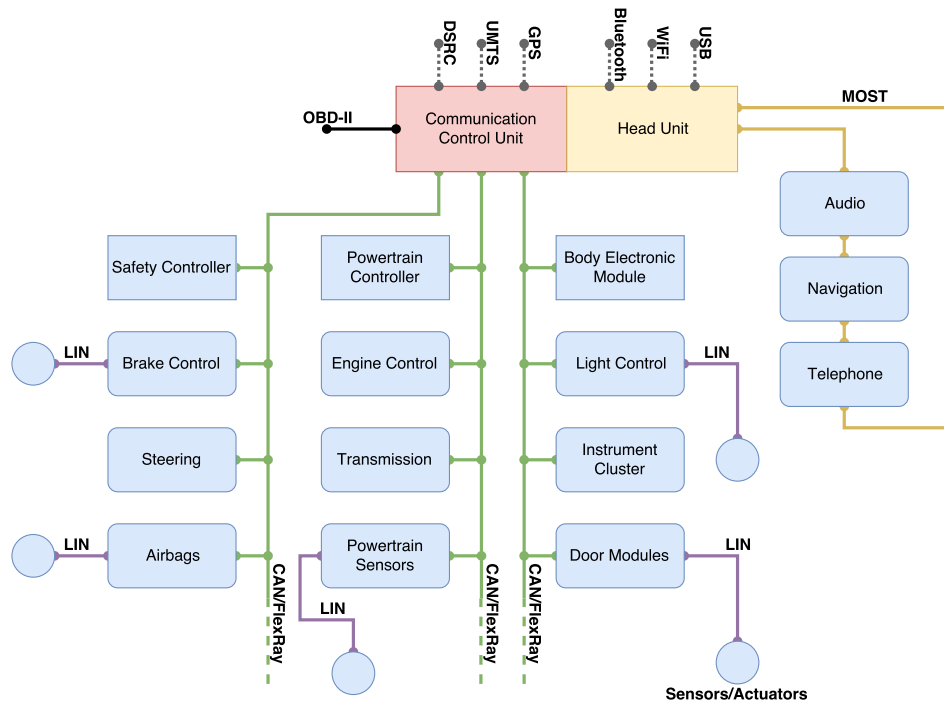 DSRC
UMTS
GPS
Bluetooth
WiFi
USB
MOST
OBD-II
Communication
Control Unit
Head Unit
Audio
Safety Controller
Powertrain
Controller
Body Electronic
Module
Navigation
LIN
Brake Control
Engine Control
Light Control
LIN
Telephone
Steering
Transmission
Instrument
Cluster
LIN
Airbags
Powertrain
Sensors
Door Modules
LIN
CAN/FlexRay
CAN/FlexRay
CAN/FlexRay
LIN
Sensors/Actuators